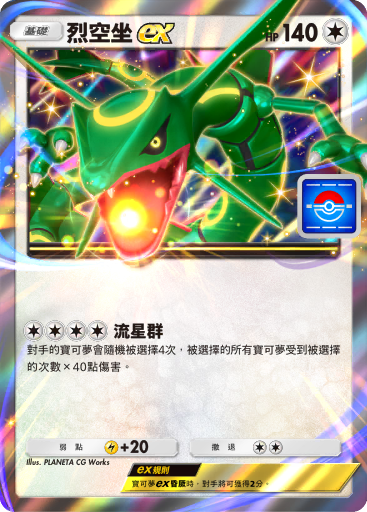 基礎 烈空坐 ex HP 140
流星群
對手的寶可夢會隨機被選擇4次，被選擇的所有寶可夢受到被選擇
的次數×40點傷害。
弱點 +20 撤退
Illus. PLANETA CG Works
ex規則
寶可夢ex昏厥時，對手將可獲得2分。